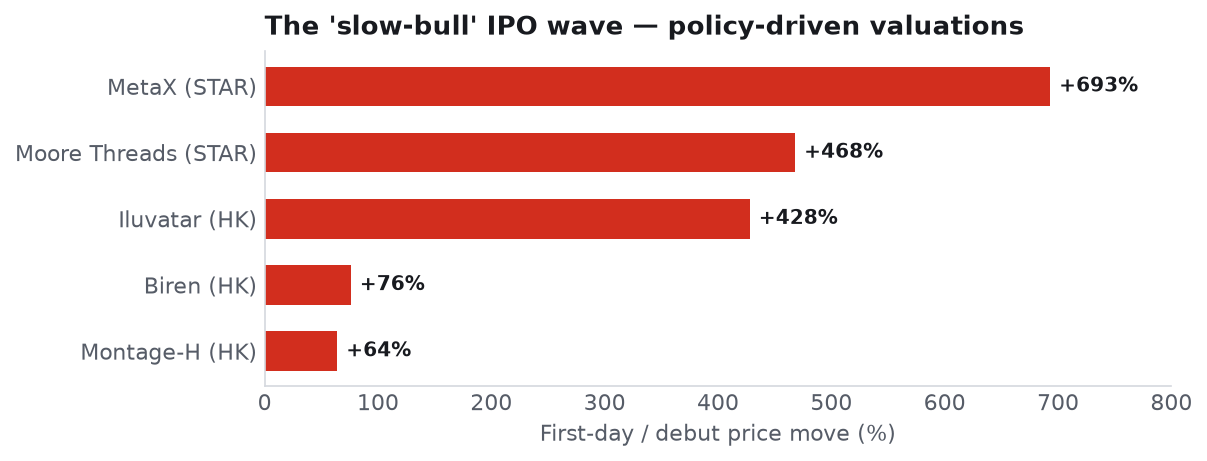 The 'slow-bull' IPO wave — policy-driven valuations
MetaX (STAR)
+693%
Moore Threads (STAR)
+468%
Iluvatar (HK)
+428%
Biren (HK)
+76%
Montage-H (HK)
+64%
0 100 200 300 400 500 600 700 800
First-day / debut price move (%)